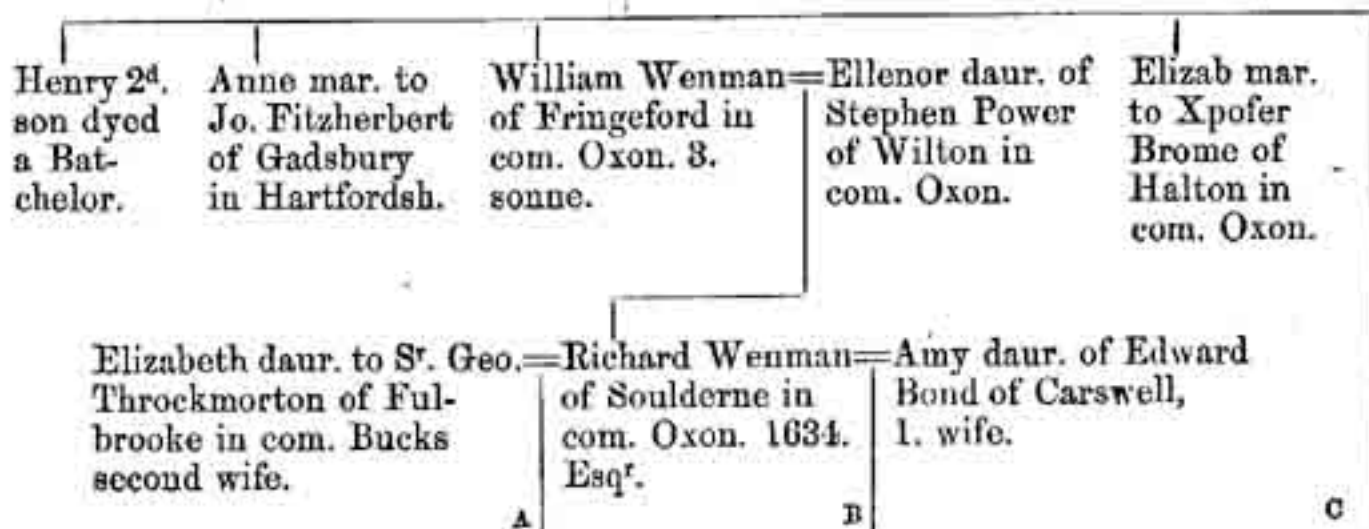 Henry 2d.
son dyed
a Bat-
chelor.
Anne mar. to
Jo. Fitzherbert
of Gadsbury
in Hartfordsh.
William Wenman=
of Fringeford in
com. Oxon. 3.
sonne.
Ellenor daur. of
Stephen Power
of Wilton in
com. Oxon.
Elizab mar.
to Xpofer
Brome of
Halton in
com. Oxon.
Elizabeth daur. to Sr. Geo.=
Throckmorton of Ful-
brooke in com. Bucks
second wife.
Richard Wenman=
of Soulderne in
com. Oxon. 1634.
Esqr.
Amy daur. of Edward
Bond of Carswell,
1. wife.
A
B
C